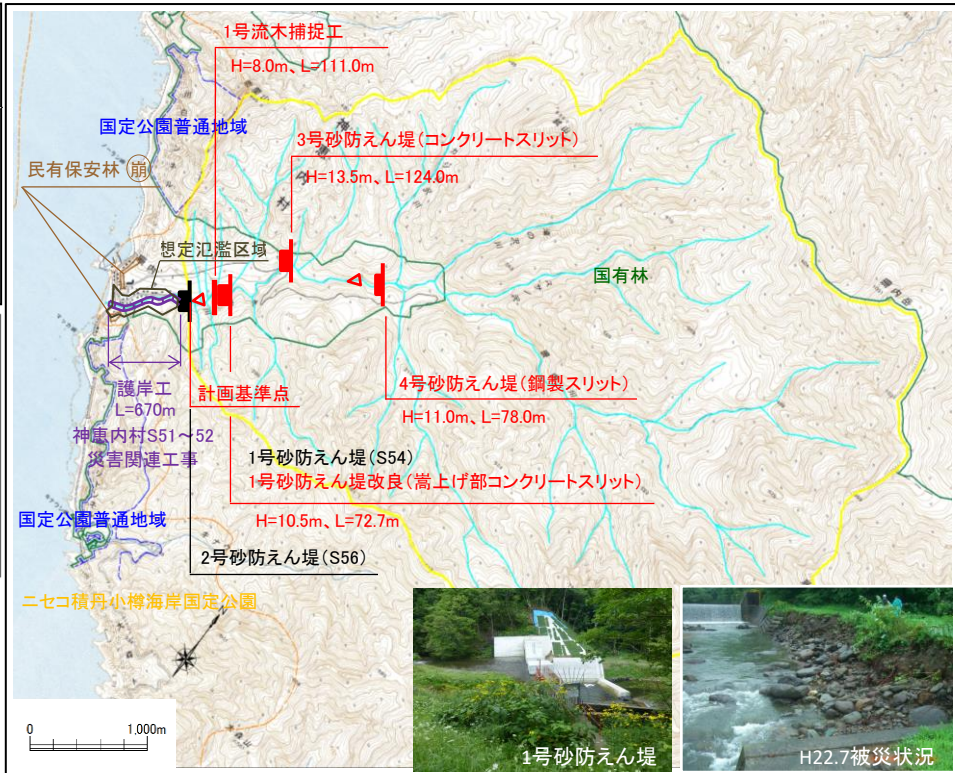 1号流木捕捉工
H=8.0m、L=111.0m
国定公園普通地域
3号砂防えん堤(コンクリートスリット)
H=13.5m、L=124.0m
民有保安林 崩
想定氾濫区域
国有林
護岸工
L=670m
計画基準点
4号砂防えん堤(鋼製スリット)
H=11.0m、L=78.0m
神恵内村S51~52
災害関連工事
1号砂防えん堤(S54)
1号砂防えん堤改良(嵩上げ部コンクリートスリット)
H=10.5m、L=72.7m
国定公園普通地域
2号砂防えん堤(S56)
ニセコ積丹小樽海岸国定公園
0 1,000m
1号砂防えん堤
H22.7被災状況